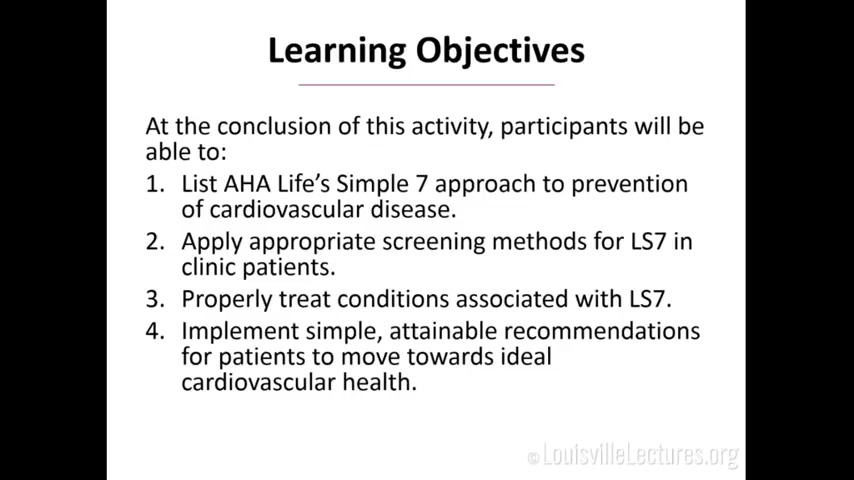 Learning Objectives
At the conclusion of this activity, participants will be
able to:
1. List AHA Life's Simple 7 approach to prevention
of cardiovascular disease.
2. Apply appropriate screening methods for LS7 in
clinic patients.
3. Properly treat conditions associated with LS7.
4. Implement simple, attainable recommendations
for patients to move towards ideal
cardiovascular health.
©LouisvilleLectures.org